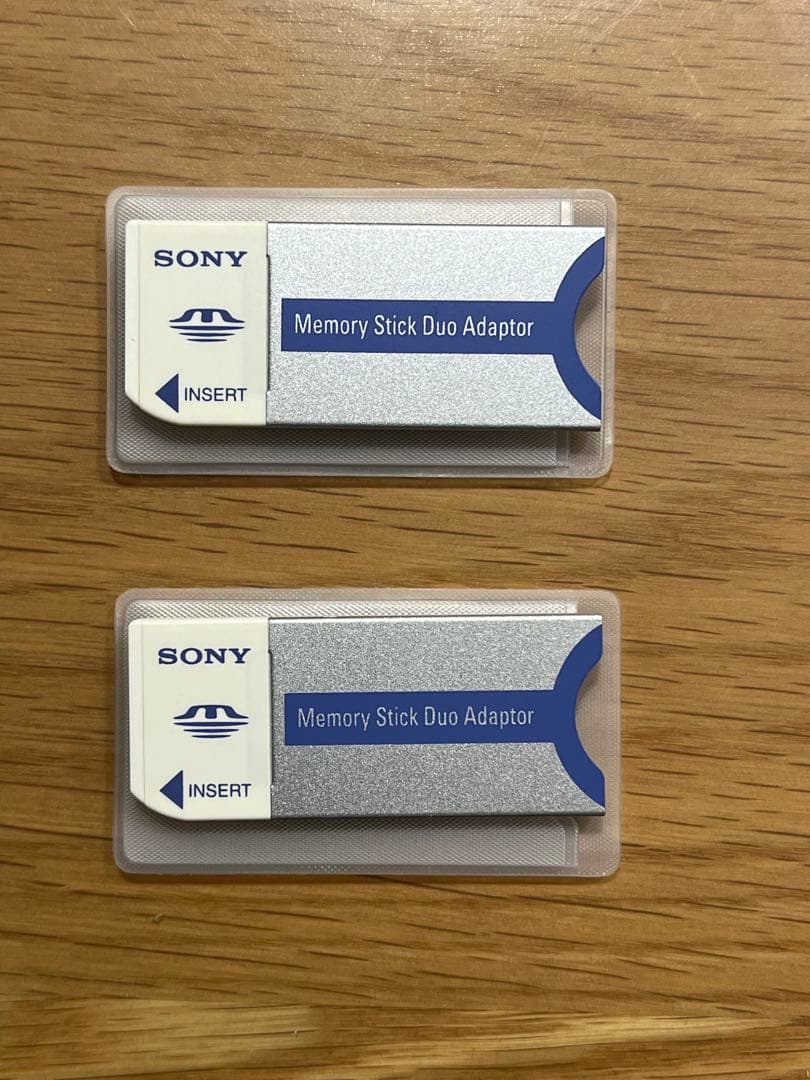 SONY
Memory Stick Duo Adaptor
INSERT
SONY
Memory Stick Duo Adaptor
INSERT